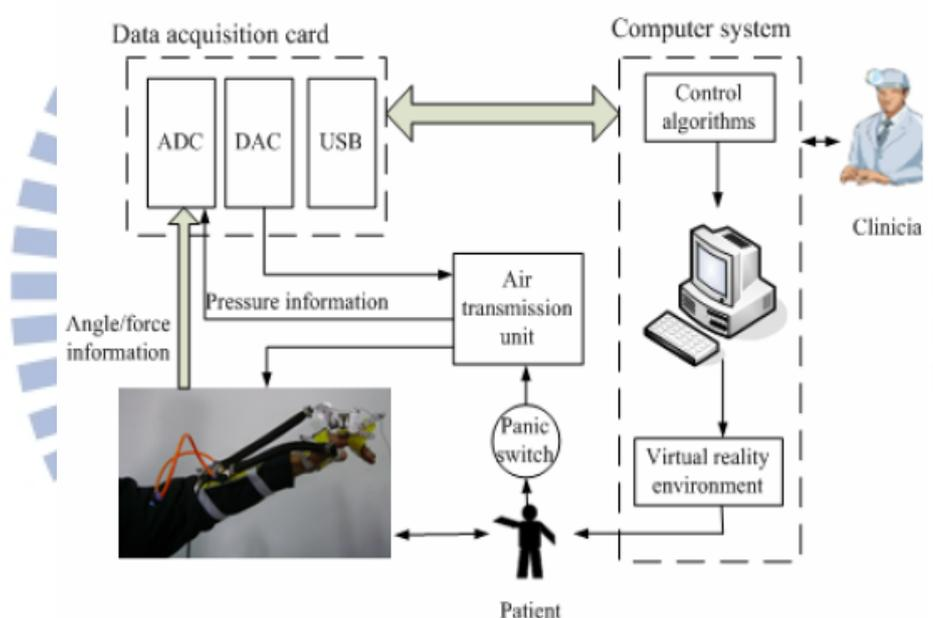 Data acquisition card
Computer system
ADC
DAC
USB
Control
algorithms
Clinicia
Air
transmission
unit
Pressure information
Angle/force
information
Panic
switch
Virtual reality
environment
Patient